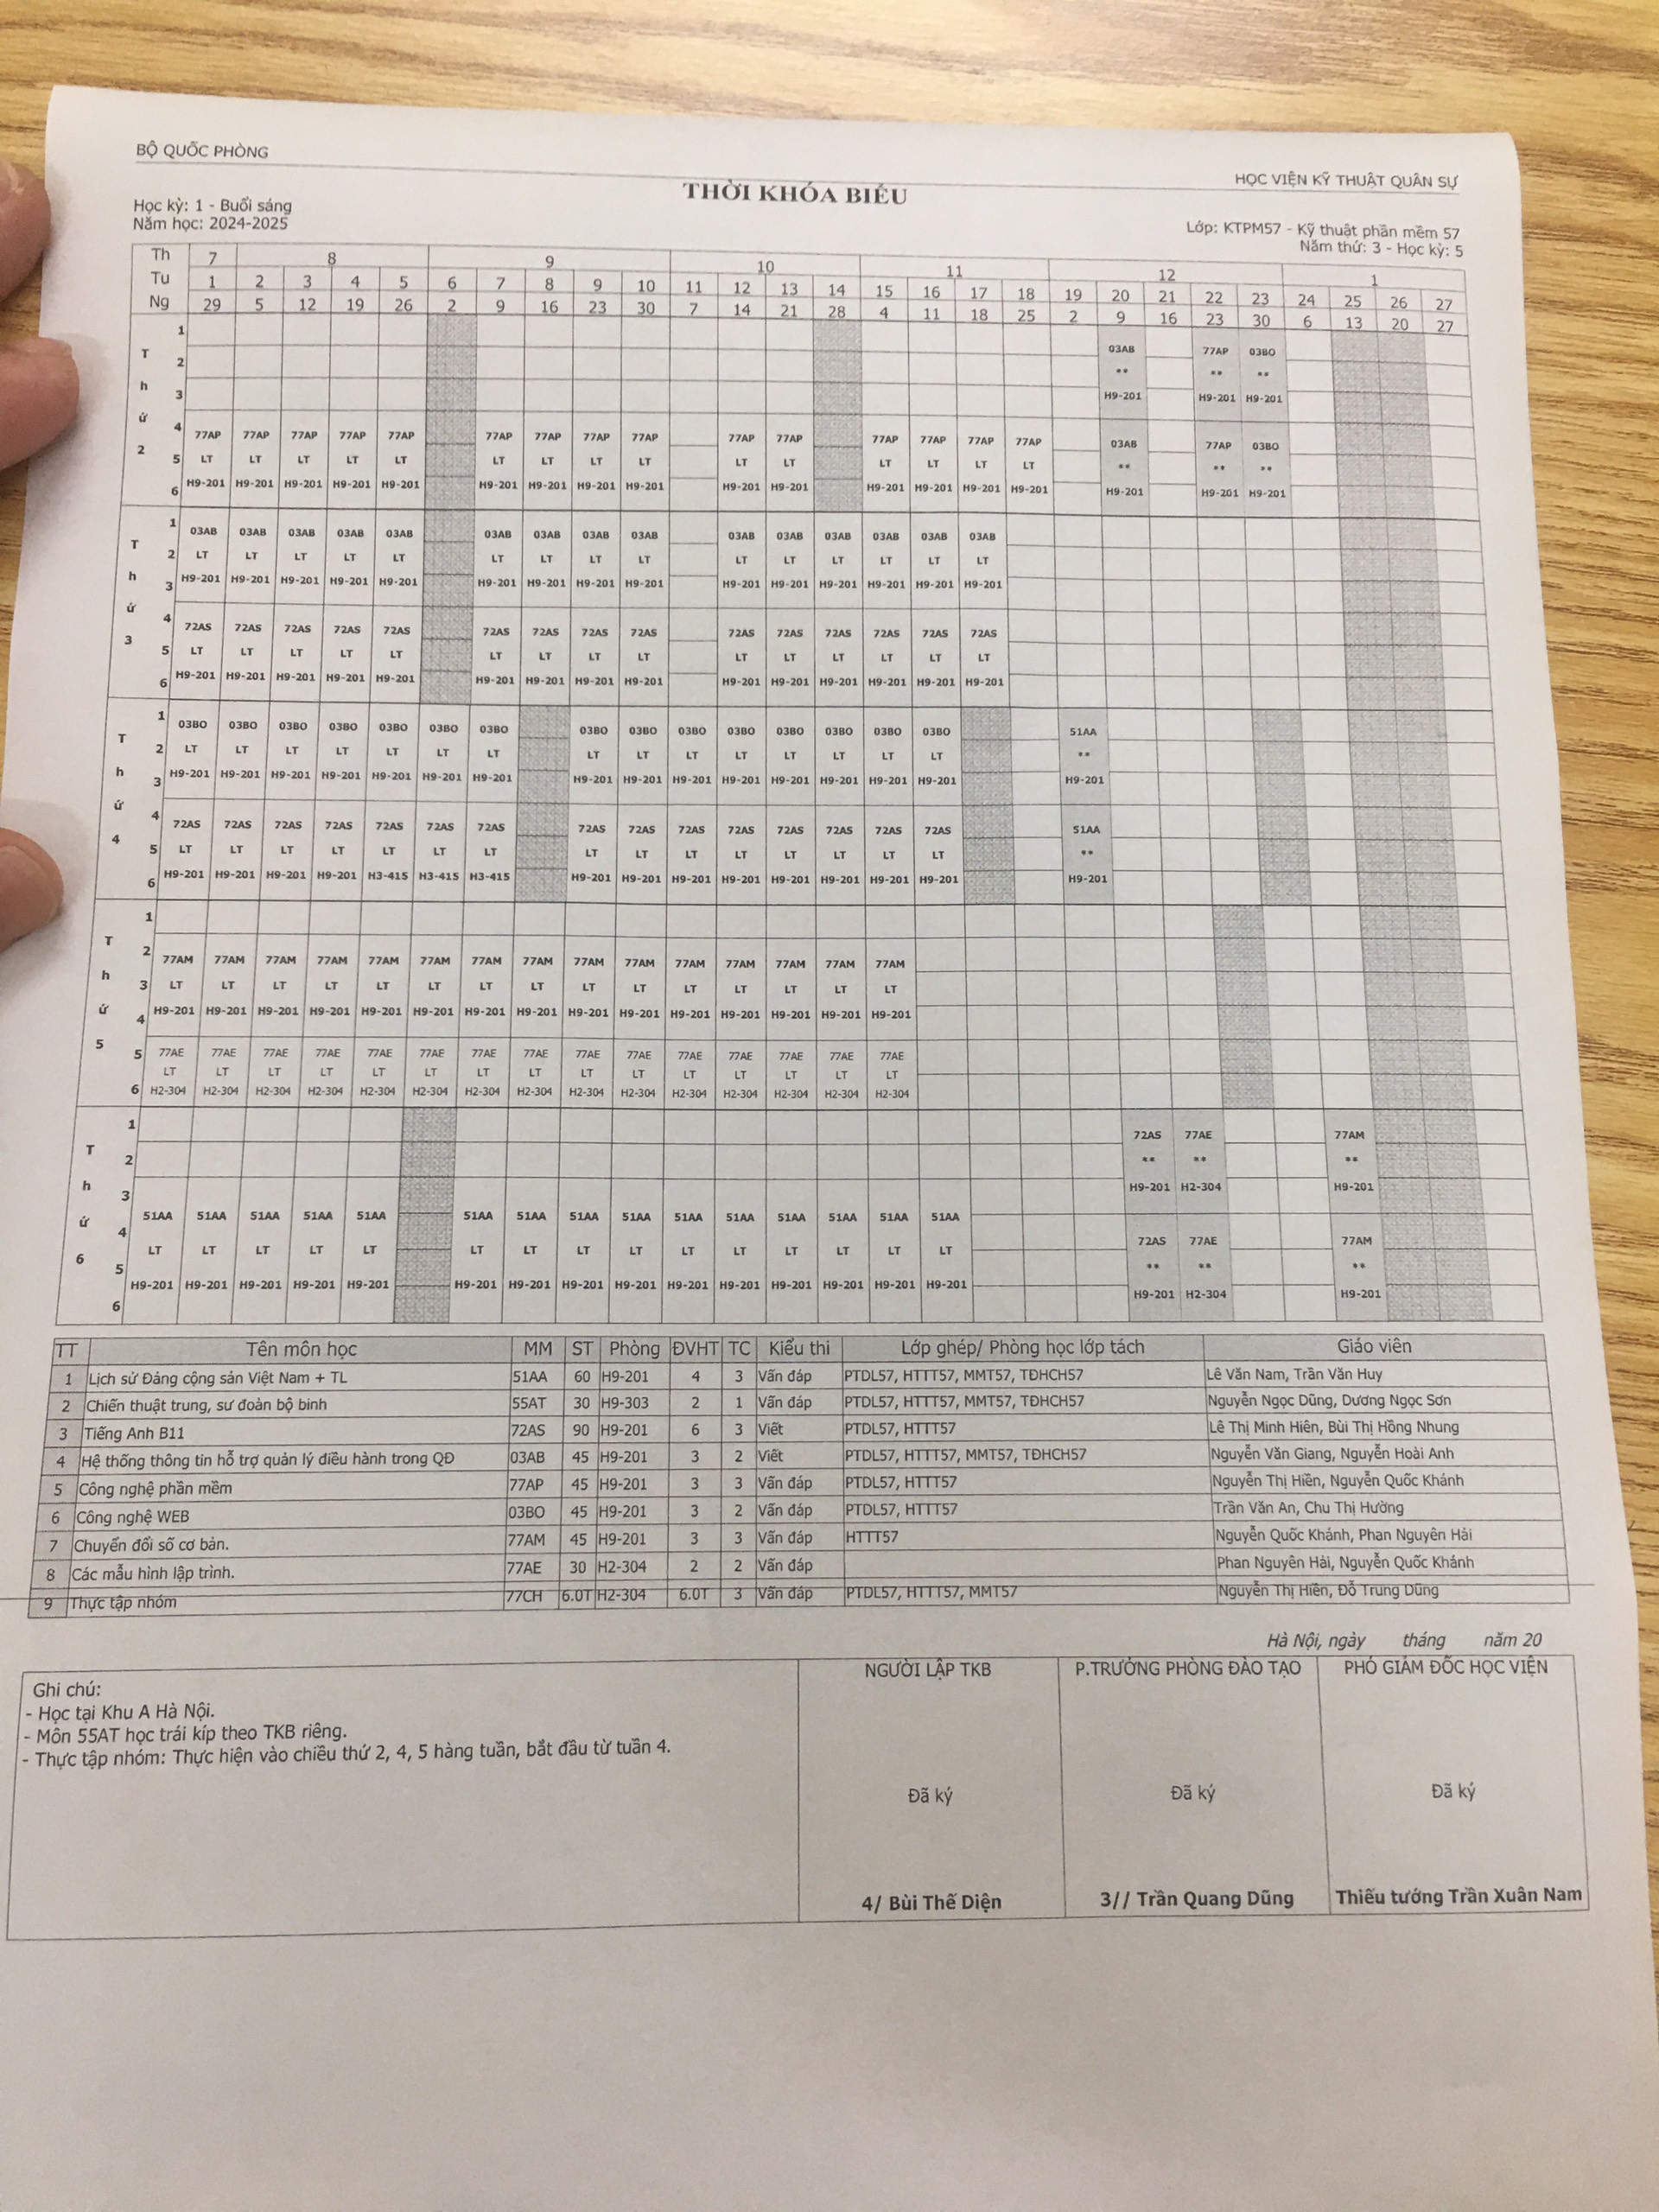 BỘ QUỐC PHÒNG
HỌC VIỆN KỸ THUẬT QUÂN SỰ
THỜI KHÓA BIỂU
Học kỳ: 1 - Buổi sáng
Năm học: 2024-2025
Lớp: KTPM57 - Kỹ thuật phần mềm 57
Năm thứ: 3 - Học kỳ: 5
Th 7 8 9 10 11 12 1
Tu 1 2 3 4 5 6 7 8 9 10 11 12 13 14 15 16 17 18 19 20 21 22 23 24 25 26 27
Ng 29 5 12 19 26 2 9 16 23 30 7 14 21 28 4 11 18 25 2 9 16 23 30 6 13 20 27
Thứ 2
1 2 3 4 5 6
03AB 77AP 03BO
** ** **
H9-201 H9-201 H9-201
77AP 77AP 77AP 77AP 77AP 77AP 77AP 77AP 77AP 77AP 77AP 77AP 77AP 77AP 77AP 03AB 77AP 03BO
LT LT LT LT LT LT LT LT LT LT LT LT LT LT LT ** ** **
H9-201 H9-201 H9-201 H9-201 H9-201 H9-201 H9-201 H9-201 H9-201 H9-201 H9-201 H9-201 H9-201 H9-201 H9-201 H9-201 H9-201 H9-201
Thứ 3
1 2 3 4 5 6
03AB 03AB 03AB 03AB 03AB 03AB 03AB 03AB 03AB 03AB 03AB 03AB 03AB 03AB 03AB
LT LT LT LT LT LT LT LT LT LT LT LT LT LT LT
H9-201 H9-201 H9-201 H9-201 H9-201 H9-201 H9-201 H9-201 H9-201 H9-201 H9-201 H9-201 H9-201 H9-201 H9-201
72AS 72AS 72AS 72AS 72AS 72AS 72AS 72AS 72AS 72AS 72AS 72AS 72AS 72AS 72AS
LT LT LT LT LT LT LT LT LT LT LT LT LT LT LT
H9-201 H9-201 H9-201 H9-201 H9-201 H9-201 H9-201 H9-201 H9-201 H9-201 H9-201 H9-201 H9-201 H9-201 H9-201
Thứ 4
1 2 3 4 5 6
03BO 03BO 03BO 03BO 03BO 03BO 03BO 03BO 03BO 03BO 03BO 03BO 03BO 03BO 03BO 51AA
LT LT LT LT LT LT LT LT LT LT LT LT LT LT LT **
H9-201 H9-201 H9-201 H9-201 H9-201 H9-201 H9-201 H9-201 H9-201 H9-201 H9-201 H9-201 H9-201 H9-201 H9-201 H9-201
72AS 72AS 72AS 72AS 72AS 72AS 72AS 72AS 72AS 72AS 72AS 72AS 72AS 72AS 72AS 51AA
LT LT LT LT LT LT LT LT LT LT LT LT LT LT LT **
H9-201 H9-201 H9-201 H9-201 H3-415 H3-415 H3-415 H9-201 H9-201 H9-201 H9-201 H9-201 H9-201 H9-201 H9-201 H9-201
Thứ 5
1 2 3 4 5 6
77AM 77AM 77AM 77AM 77AM 77AM 77AM 77AM 77AM 77AM 77AM 77AM 77AM 77AM 77AM
LT LT LT LT LT LT LT LT LT LT LT LT LT LT LT
H9-201 H9-201 H9-201 H9-201 H9-201 H9-201 H9-201 H9-201 H9-201 H9-201 H9-201 H9-201 H9-201 H9-201 H9-201
77AE 77AE 77AE 77AE 77AE 77AE 77AE 77AE 77AE 77AE 77AE 77AE 77AE 77AE 77AE
LT LT LT LT LT LT LT LT LT LT LT LT LT LT LT
H2-304 H2-304 H2-304 H2-304 H2-304 H2-304 H2-304 H2-304 H2-304 H2-304 H2-304 H2-304 H2-304 H2-304 H2-304
Thứ 6
1 2 3 4 5 6
72AS 77AE 77AM
** ** **
H9-201 H2-304 H9-201
51AA 51AA 51AA 51AA 51AA 51AA 51AA 51AA 51AA 51AA 51AA 51AA 51AA 51AA 51AA
LT LT LT LT LT LT LT LT LT LT LT LT LT LT LT
H9-201 H9-201 H9-201 H9-201 H9-201 H9-201 H9-201 H9-201 H9-201 H9-201 H9-201 H9-201 H9-201 H9-201 H9-201
72AS 77AE 77AM
** ** **
H9-201 H2-304 H9-201
TT Tên môn học MM ST Phòng ĐVHT TC Kiểu thi Lớp ghép/ Phòng học lớp tách Giáo viên
1 Lịch sử Đảng cộng sản Việt Nam + TL 51AA 60 H9-201 4 3 Vấn đáp PTDL57, HTTT57, MMT57, TĐHCH57 Lê Văn Nam, Trần Văn Huy
2 Chiến thuật trung, sư đoàn bộ binh 55AT 30 H9-303 2 1 Vấn đáp PTDL57, HTTT57, MMT57, TĐHCH57 Nguyễn Ngọc Dũng, Dương Ngọc Sơn
3 Tiếng Anh B11 72AS 90 H9-201 6 3 Viết PTDL57, HTTT57 Lê Thị Minh Hiên, Bùi Thị Hồng Nhung
4 Hệ thống thông tin hỗ trợ quản lý điều hành trong QĐ 03AB 45 H9-201 3 2 Viết PTDL57, HTTT57, MMT57, TĐHCH57 Nguyễn Văn Giang, Nguyễn Hoài Anh
5 Công nghệ phần mềm 77AP 45 H9-201 3 3 Vấn đáp PTDL57, HTTT57 Nguyễn Thị Hiền, Nguyễn Quốc Khánh
6 Công nghệ WEB 03BO 45 H9-201 3 2 Vấn đáp PTDL57, HTTT57 Trần Văn An, Chu Thị Hường
7 Chuyển đổi số cơ bản. 77AM 45 H9-201 3 3 Vấn đáp HTTT57 Nguyễn Quốc Khánh, Phan Nguyên Hải
8 Các mẫu hình lập trình. 77AE 30 H2-304 2 2 Vấn đáp Phan Nguyên Hải, Nguyễn Quốc Khánh
9 Thực tập nhóm 77CH 6.0T H2-304 6.0T 3 Vấn đáp PTDL57, HTTT57, MMT57 Nguyễn Thị Hiền, Đỗ Trung Dũng
Hà Nội, ngày tháng năm 20
Ghi chú:
- Học tại Khu A Hà Nội.
- Môn 55AT học trái kíp theo TKB riêng.
- Thực tập nhóm: Thực hiện vào chiều thứ 2, 4, 5 hàng tuần, bắt đầu từ tuần 4.
NGƯỜI LẬP TKB P.TRƯỞNG PHÒNG ĐÀO TẠO PHÓ GIÁM ĐỐC HỌC VIỆN
Đã ký Đã ký Đã ký
4/ Bùi Thế Diện 3// Trần Quang Dũng Thiếu tướng Trần Xuân Nam